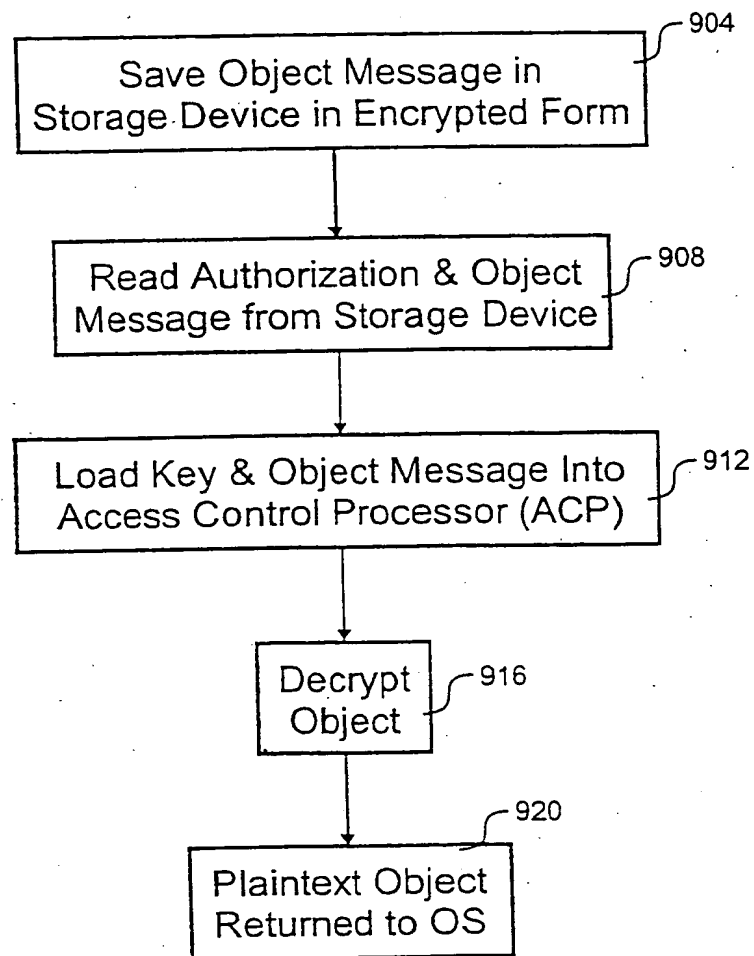 904
Save Object Message in
Storage Device in Encrypted Form
908
Read Authorization & Object
Message from Storage Device
912
Load Key & Object Message Into
Access Control Processor (ACP)
916
Decrypt
Object
920
Plaintext Object
Returned to OS